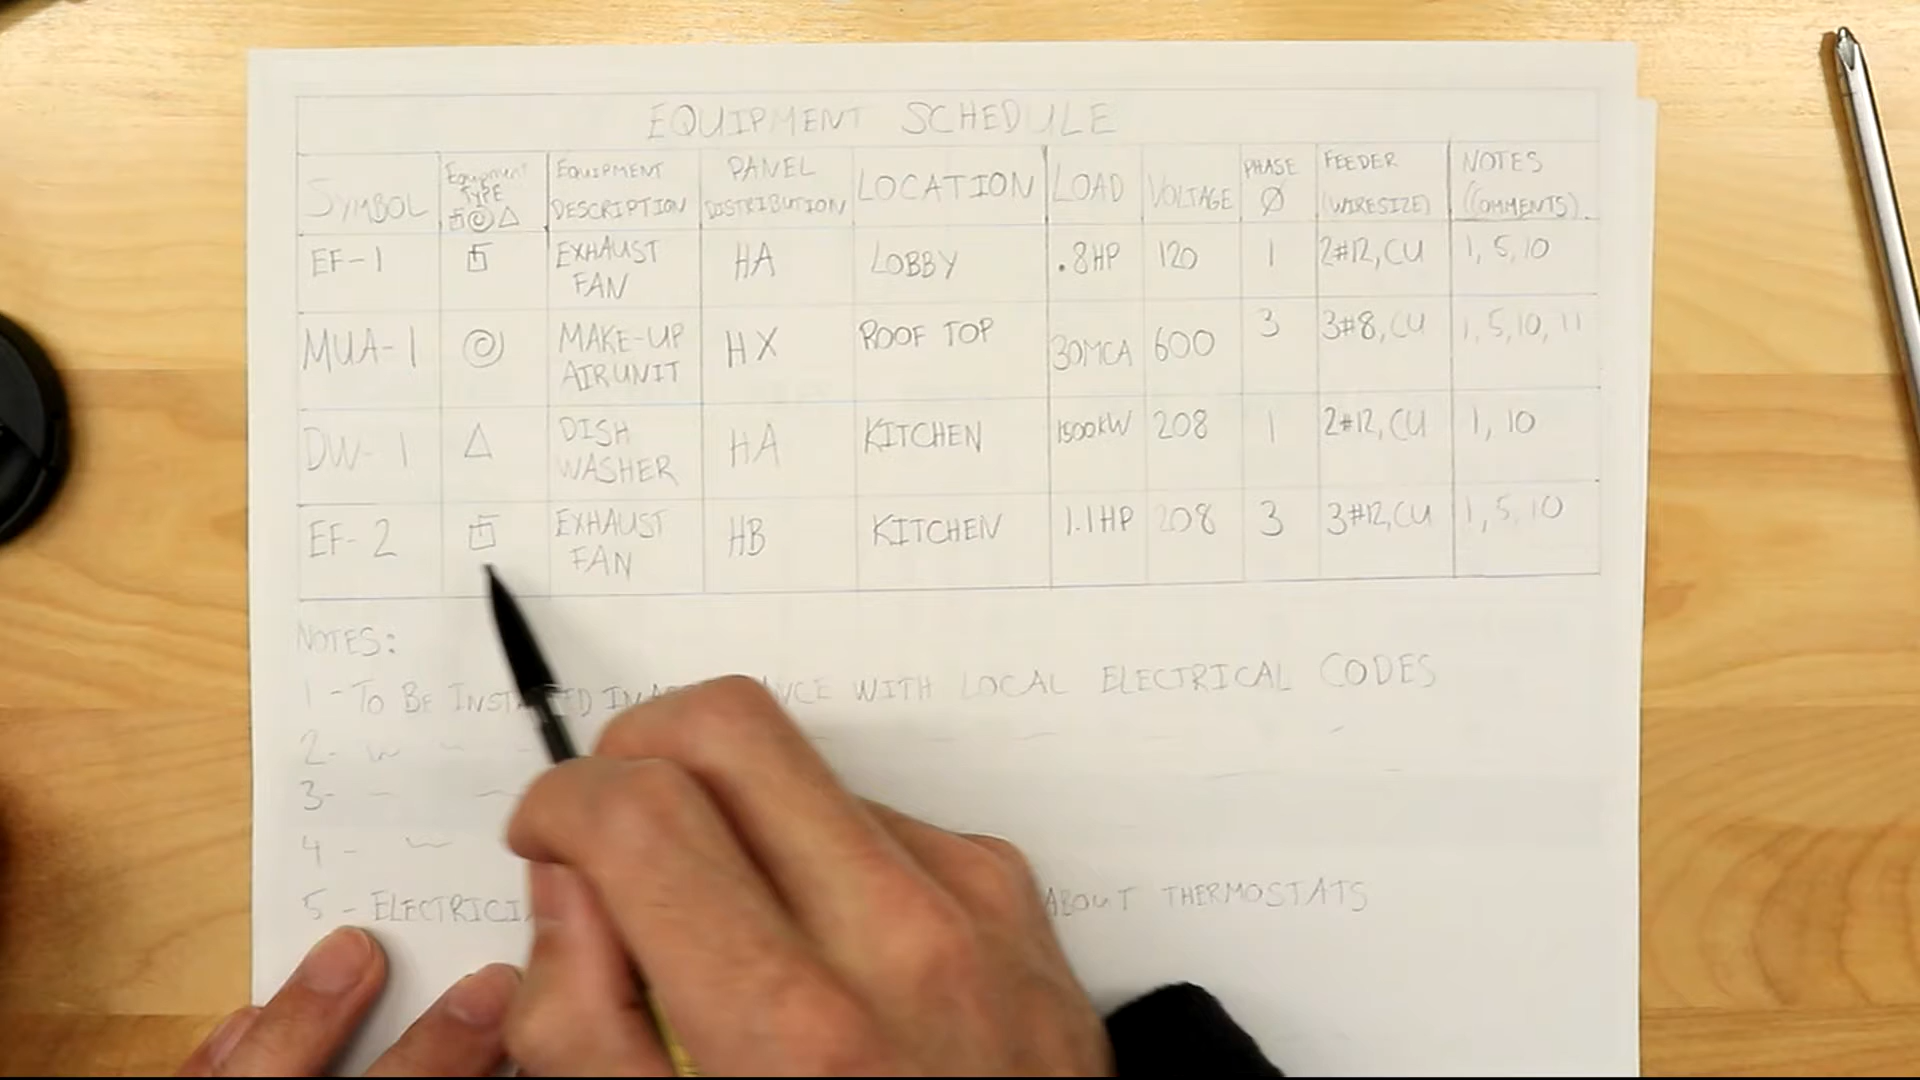 EQUIPMENT SCHEDULE
SYMBOL Equipment TYPE EQUIPMENT DESCRIPTION PANEL DISTRIBUTION LOCATION LOAD VOLTAGE PHASE Ø FEEDER (WIRESIZE) NOTES (COMMENTS)
EF-1 EXHAUST FAN HA LOBBY .8HP 120 1 2#12, CU 1, 5, 10
MUA-1 MAKE-UP AIR UNIT HX ROOF TOP 30MCA 600 3 3#8, CU 1, 5, 10, 11
DW-1 DISH WASHER HA KITCHEN 1500kW 208 1 2#12, CU 1, 10
EF-2 EXHAUST FAN HB KITCHEN 1.1HP 208 3 3#12, CU 1, 5, 10
NOTES:
1 - TO BE IN WITH LOCAL ELECTRICAL CODES
2-
3-
4 -
5 - ABOUT THERMOSTATS